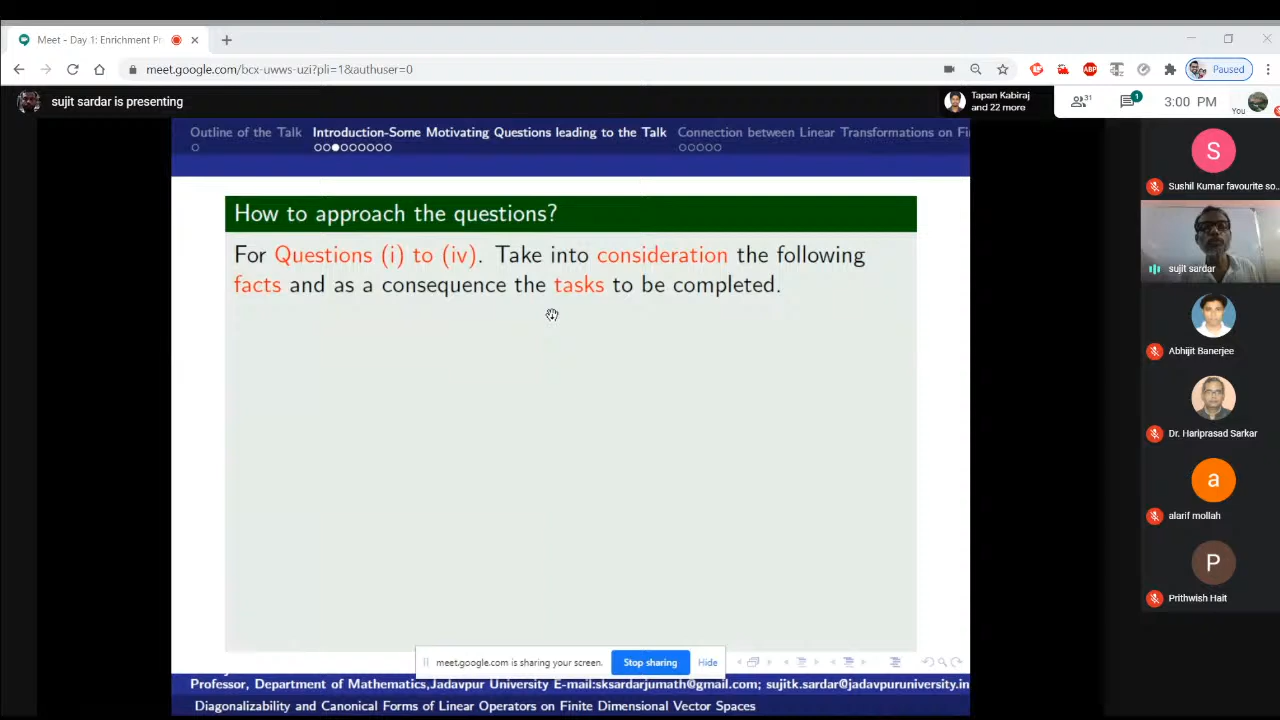 Meet - Day 1: Enrichment Pr
meet.google.com/bcx-uwws-uzi?pli=1&authuser=0
Paused
sujit sardar is presenting
Tapan Kabiraj
and 22 more
31
1
3:00 PM
You
Outline of the Talk
Introduction-Some Motivating Questions leading to the Talk
Connection between Linear Transformations on Fi
How to approach the questions?
For Questions (i) to (iv). Take into consideration the following
facts and as a consequence the tasks to be completed.
S
Sushil Kumar favourite so...
sujit sardar
Abhijit Banerjee
Dr. Hariprasad Sarkar
a
alarif mollah
P
Prithwish Hait
meet.google.com is sharing your screen.
Stop sharing
Hide
Professor, Department of Mathematics,Jadavpur University E-mail:sksardarjumath@gmail.com; sujitk.sardar@jadavpuruniversity.in
Diagonalizability and Canonical Forms of Linear Operators on Finite Dimensional Vector Spaces